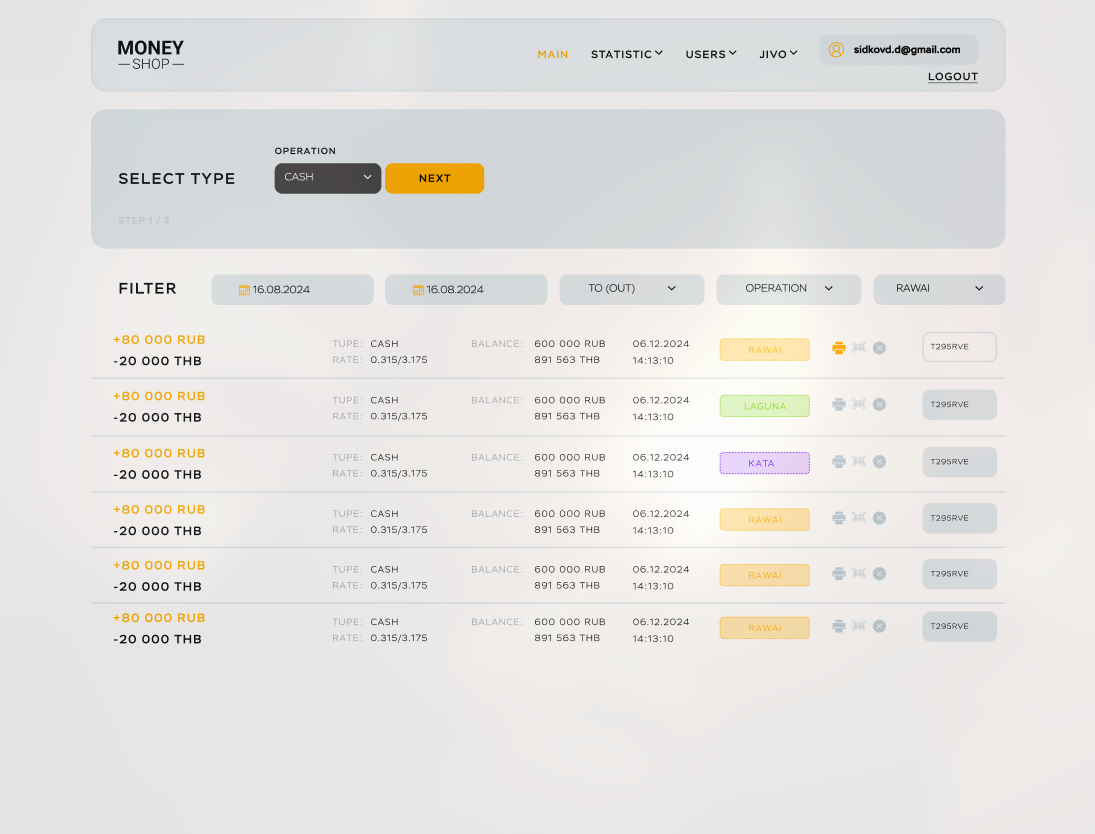 MONEY
SHOP
MAIN STATISTIC USERS JIVO
sidkovd.d@gmail.com
LOGOUT
OPERATION
SELECT TYPE
CASH
NEXT
STEP 1 / 3
FILTER
16.08.2024
16.08.2024
TO (OUT)
OPERATION
RAWAI
+80 000 RUB TUPE: CASH BALANCE: 600 000 RUB 06.12.2024 RAWAI T295RVE
-20 000 THB RATE: 0.315/3.175 891 563 THB 14:13:10
+80 000 RUB TUPE: CASH BALANCE: 600 000 RUB 06.12.2024 LAGUNA T295RVE
-20 000 THB RATE: 0.315/3.175 891 563 THB 14:13:10
+80 000 RUB TUPE: CASH BALANCE: 600 000 RUB 06.12.2024 KATA T295RVE
-20 000 THB RATE: 0.315/3.175 891 563 THB 14:13:10
+80 000 RUB TUPE: CASH BALANCE: 600 000 RUB 06.12.2024 RAWAI T295RVE
-20 000 THB RATE: 0.315/3.175 891 563 THB 14:13:10
+80 000 RUB TUPE: CASH BALANCE: 600 000 RUB 06.12.2024 RAWAI T295RVE
-20 000 THB RATE: 0.315/3.175 891 563 THB 14:13:10
+80 000 RUB TUPE: CASH BALANCE: 600 000 RUB 06.12.2024 RAWAI T295RVE
-20 000 THB RATE: 0.315/3.175 891 563 THB 14:13:10